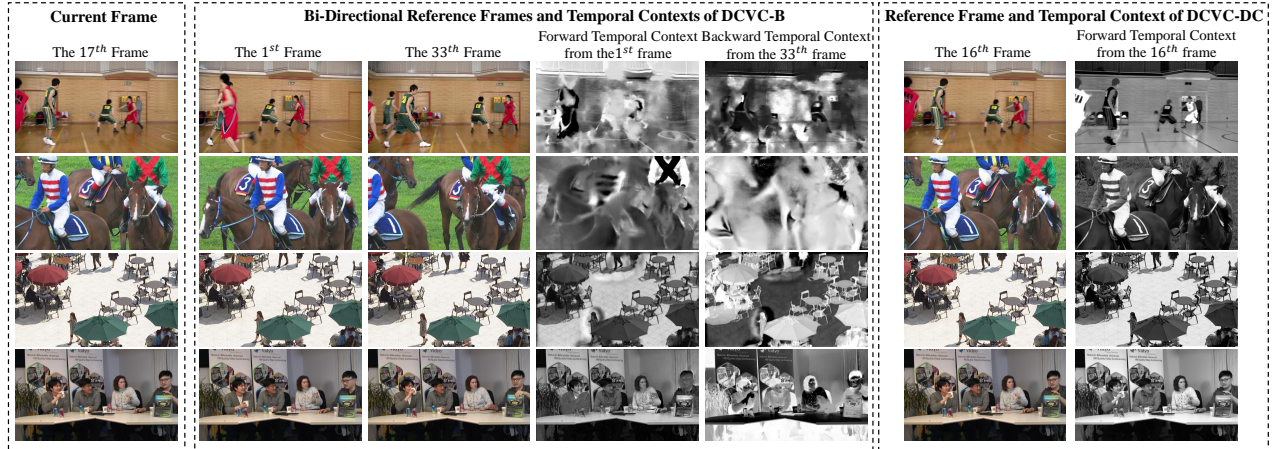 Current Frame
Bi-Directional Reference Frames and Temporal Contexts of DCVC-B
Reference Frame and Temporal Context of DCVC-DC
The 17th Frame
The 1st Frame
The 33th Frame
Forward Temporal Context
from the1st frame
Backward Temporal Context
from the 33th frame
The 16th Frame
Forward Temporal Context
from the 16th frame